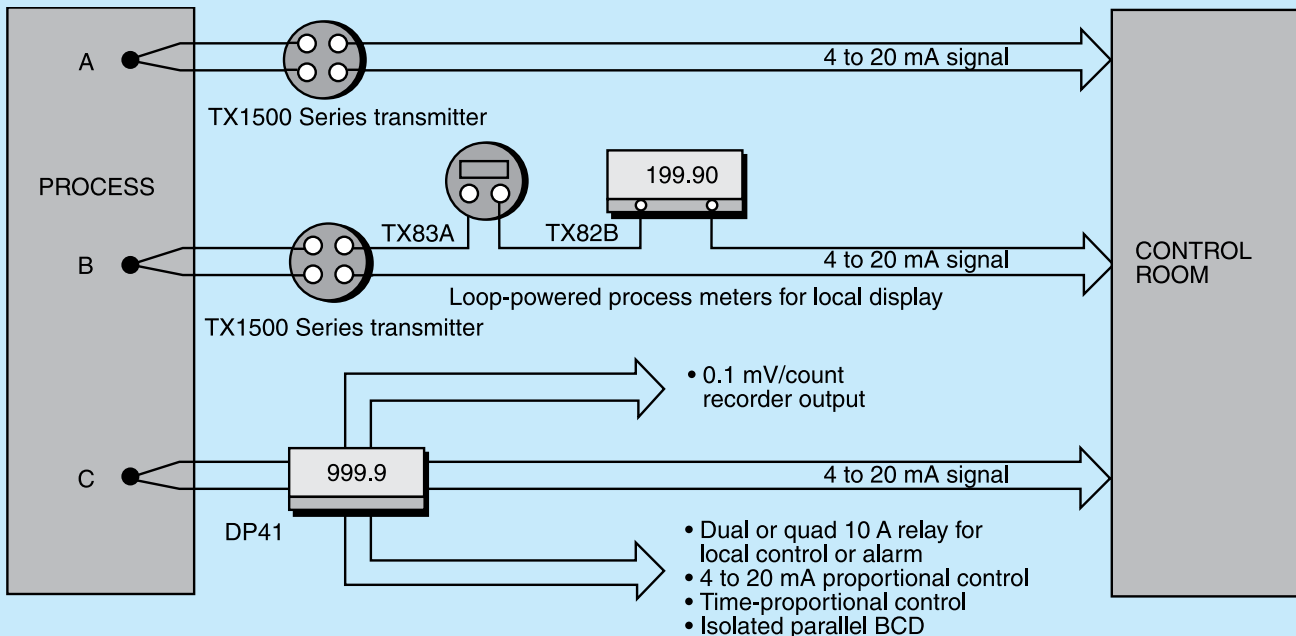 A
4 to 20 mA signal
TX1500 Series transmitter
PROCESS
199.90
TX83A
TX82B
B
4 to 20 mA signal
CONTROL
ROOM
Loop-powered process meters for local display
TX1500 Series transmitter
• 0.1 mV/count
recorder output
C
999.9
4 to 20 mA signal
DP41
• Dual or quad 10 A relay for
local control or alarm
• 4 to 20 mA proportional control
• Time-proportional control
• Isolated parallel BCD